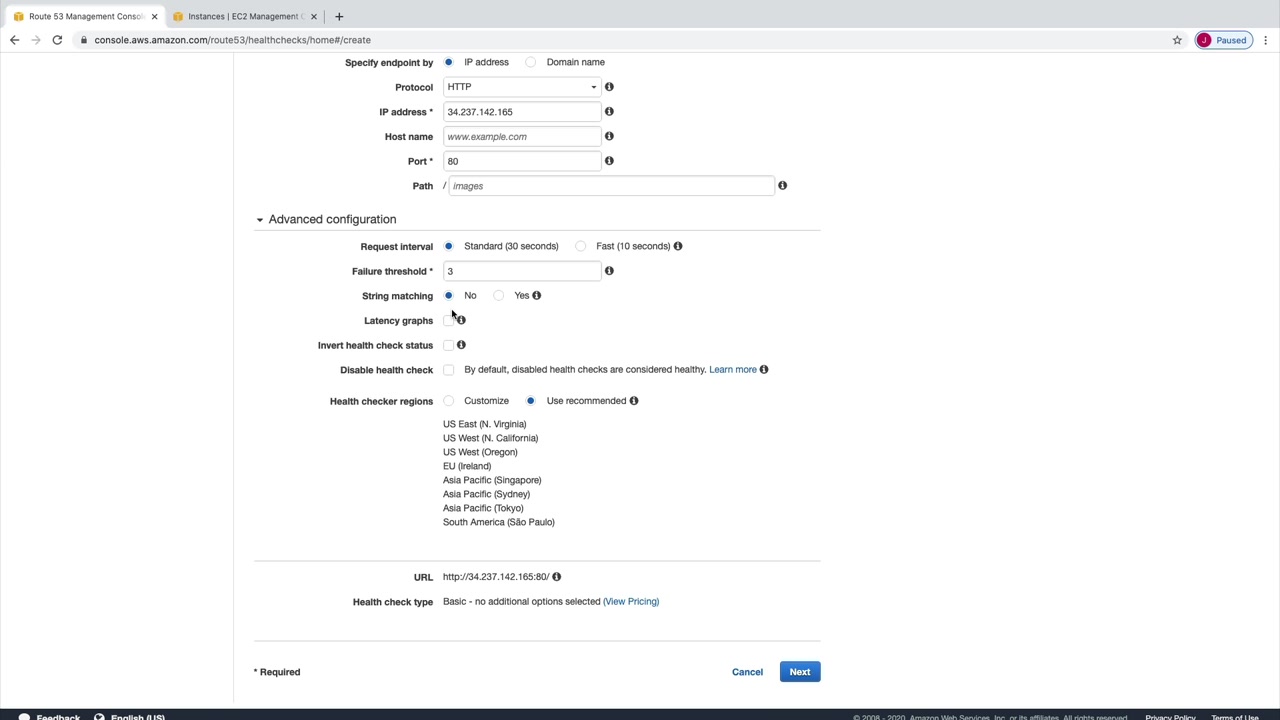 Route 53 Management Consol
Instances | EC2 Management C
console.aws.amazon.com/route53/healthchecks/home#/create
J Paused
Specify endpoint by IP address Domain name
Protocol HTTP
IP address * 34.237.142.165
Host name www.example.com
Port * 80
Path / images
Advanced configuration
Request interval Standard (30 seconds) Fast (10 seconds)
Failure threshold * 3
String matching No Yes
Latency graphs
Invert health check status
Disable health check By default, disabled health checks are considered healthy. Learn more
Health checker regions Customize Use recommended
US East (N. Virginia)
US West (N. California)
US West (Oregon)
EU (Ireland)
Asia Pacific (Singapore)
Asia Pacific (Sydney)
Asia Pacific (Tokyo)
South America (São Paulo)
URL http://34.237.142.165:80/
Health check type Basic - no additional options selected (View Pricing)
* Required Cancel Next
Feedback English (US) © 2008 - 2020, Amazon Web Services, Inc. or its affiliates. All rights reserved. Privacy Policy Terms of Use